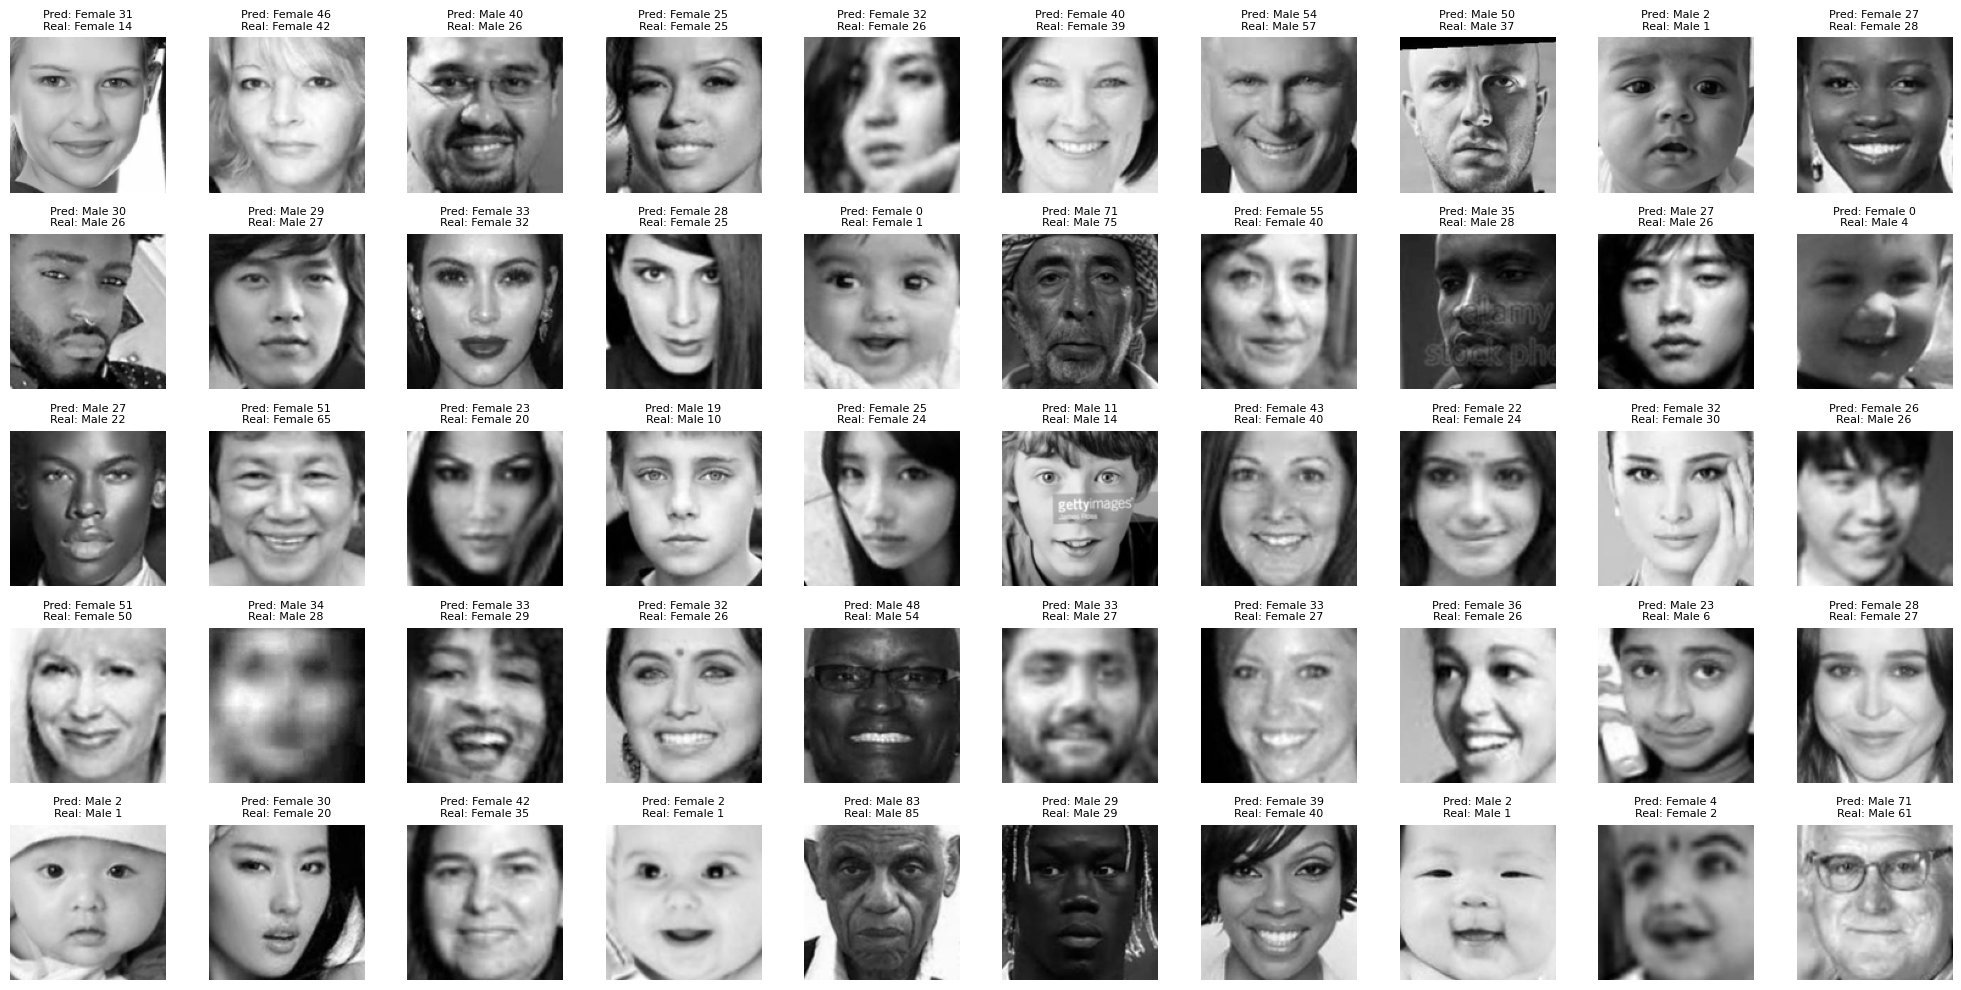 Pred: Female 31
Real: Female 14
Pred: Female 46
Real: Female 42
Pred: Male 40
Real: Male 26
Pred: Female 25
Real: Female 25
Pred: Female 32
Real: Female 26
Pred: Female 40
Real: Female 39
Pred: Male 54
Real: Male 57
Pred: Male 50
Real: Male 37
Pred: Male 2
Real: Male 1
Pred: Female 27
Real: Female 28
Pred: Male 30
Real: Male 26
Pred: Male 29
Real: Male 27
Pred: Female 33
Real: Female 32
Pred: Female 28
Real: Female 25
Pred: Female 0
Real: Female 1
Pred: Male 71
Real: Male 75
Pred: Female 55
Real: Female 40
Pred: Male 35
Real: Male 28
alamy
stock pho
Pred: Male 27
Real: Male 26
Pred: Female 0
Real: Male 4
Pred: Male 27
Real: Male 22
Pred: Female 51
Real: Female 65
Pred: Female 23
Real: Female 20
Pred: Male 19
Real: Male 10
Pred: Female 25
Real: Female 24
Pred: Male 11
Real: Male 14
gettyimages
Pred: Female 43
Real: Female 40
Pred: Female 22
Real: Female 24
Pred: Female 32
Real: Female 30
Pred: Female 26
Real: Male 26
Pred: Female 51
Real: Female 50
Pred: Male 34
Real: Male 28
Pred: Female 33
Real: Female 29
Pred: Female 32
Real: Female 26
Pred: Male 48
Real: Male 54
Pred: Male 33
Real: Male 27
Pred: Female 33
Real: Female 27
Pred: Female 36
Real: Female 26
Pred: Male 23
Real: Male 6
Pred: Female 28
Real: Female 27
Pred: Male 2
Real: Male 1
Pred: Female 30
Real: Female 20
Pred: Female 42
Real: Female 35
Pred: Female 2
Real: Female 1
Pred: Male 83
Real: Male 85
Pred: Male 29
Real: Male 29
Pred: Female 39
Real: Female 40
Pred: Male 2
Real: Male 1
Pred: Female 4
Real: Female 2
Pred: Male 71
Real: Male 61